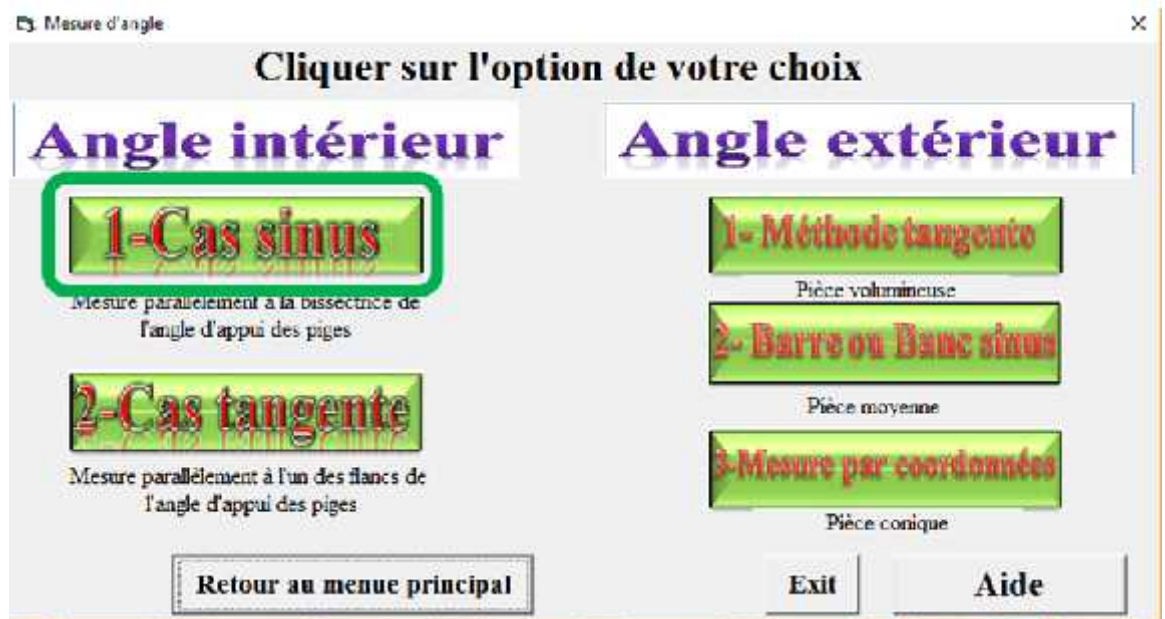 Mesure d'angle
Cliquer sur l'option de votre choix
Angle intérieur
1-Cas sinus
Mesure parallèlement à la bissectrice de
l'angle d'appui des piges
2-Cas tangente
Mesure parallèlement à l'un des flancs de
l'angle d'appui des piges
Angle extérieur
1- Méthode tangente
Pièce volumineuse
2- Barre ou Banc sinus
Pièce moyenne
3-Mesure par coordonnées
Pièce conique
Retour au menue principal
Exit
Aide